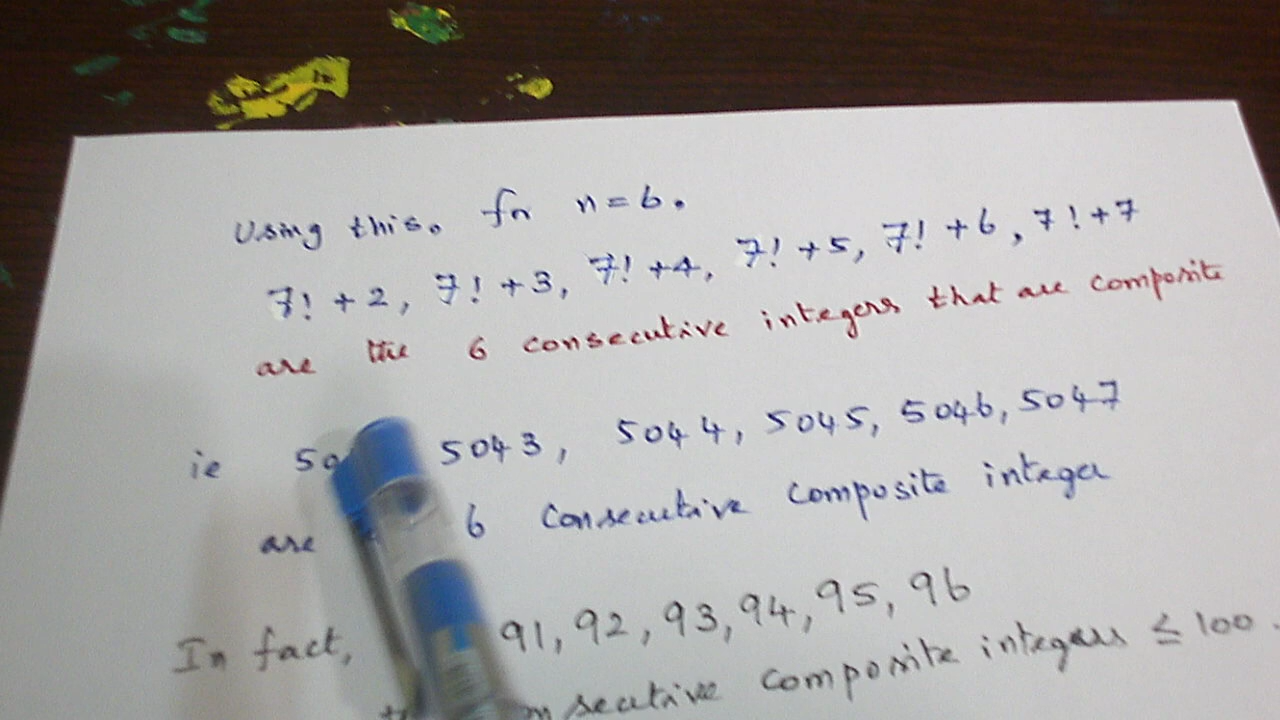 Using this. for n = 6.
7! + 2, 7! + 3, 7! + 4, 7! + 5, 7! + 6, 7! + 7
are the 6 consecutive integers that are composite
ie 5043, 5044, 5045, 5046, 5047
are 6 consecutive composite integer
In fact, 91, 92, 93, 94, 95, 96
composite integers ≤ 100.